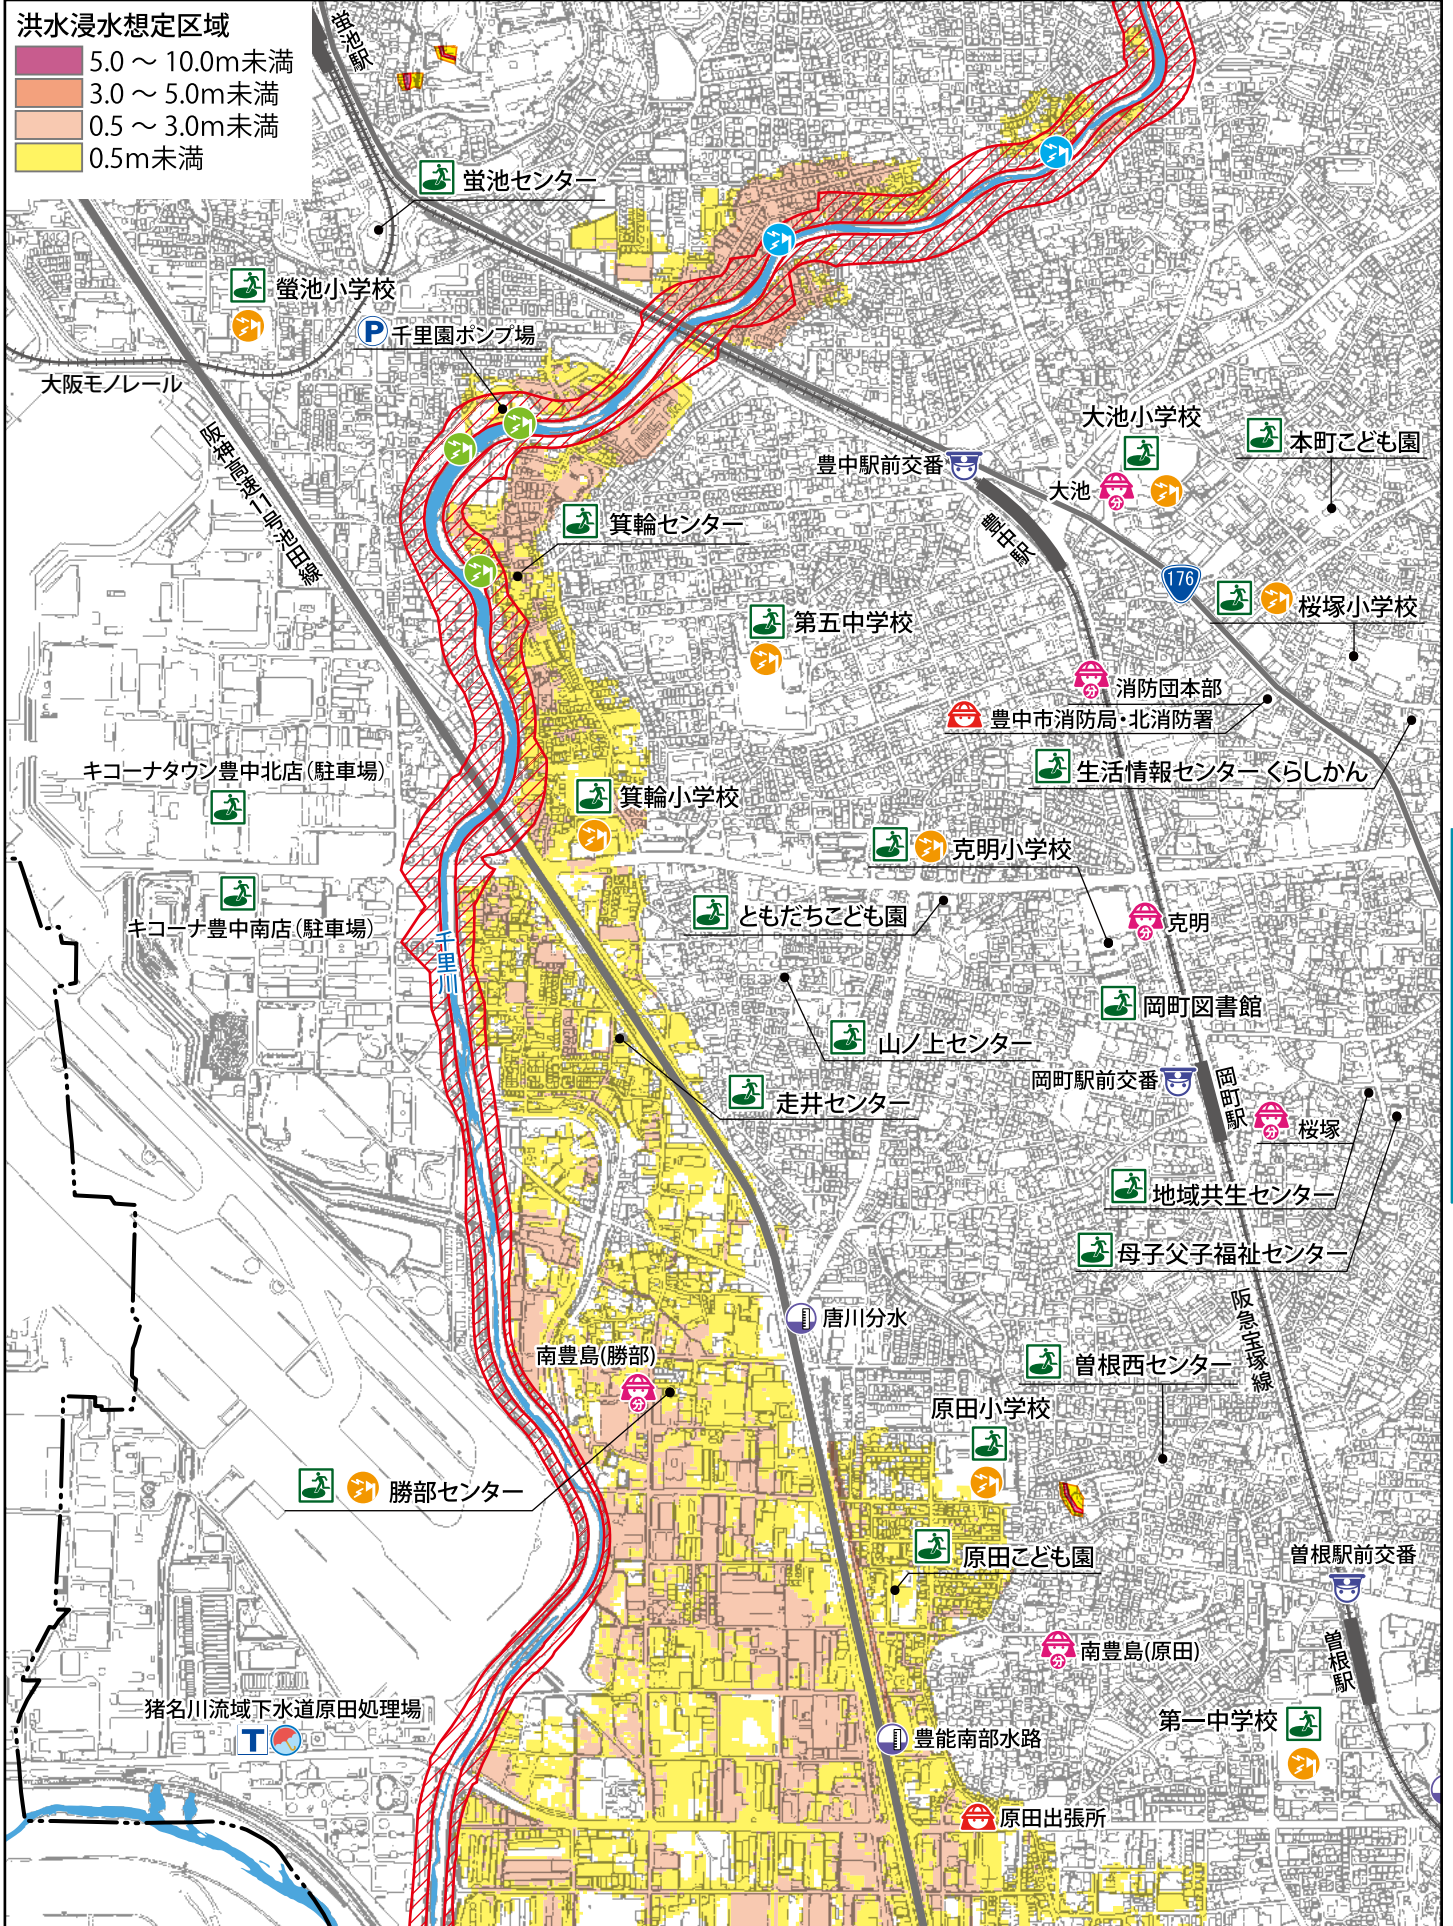 洪水浸水想定区域
5.0 ～ 10.0m未満
3.0 ～ 5.0m未満
0.5 ～ 3.0m未満
0.5m未満
蛍池駅
蛍池センター
螢池小学校
P 千里園ポンプ場
大阪モノレール
阪神高速11号池田線
大池小学校
本町こども園
豊中駅前交番
大池
分
豊中駅
箕輪センター
176
桜塚小学校
第五中学校
分
消防団本部
豊中市消防局・北消防署
生活情報センター くらしかん
キコーナタウン豊中北店（駐車場）
箕輪小学校
克明小学校
ともだちこども園
分
克明
キコーナ豊中南店（駐車場）
千里川
岡町図書館
山ノ上センター
岡町駅前交番
岡町駅
走井センター
分
桜塚
地域共生センター
母子父子福祉センター
唐川分水
阪急宝塚線
南豊島(勝部)
分
曽根西センター
原田小学校
勝部センター
原田こども園
曽根駅前交番
分
南豊島(原田)
曽根駅
猪名川流域下水道原田処理場
T
第一中学校
豊能南部水路
原田出張所